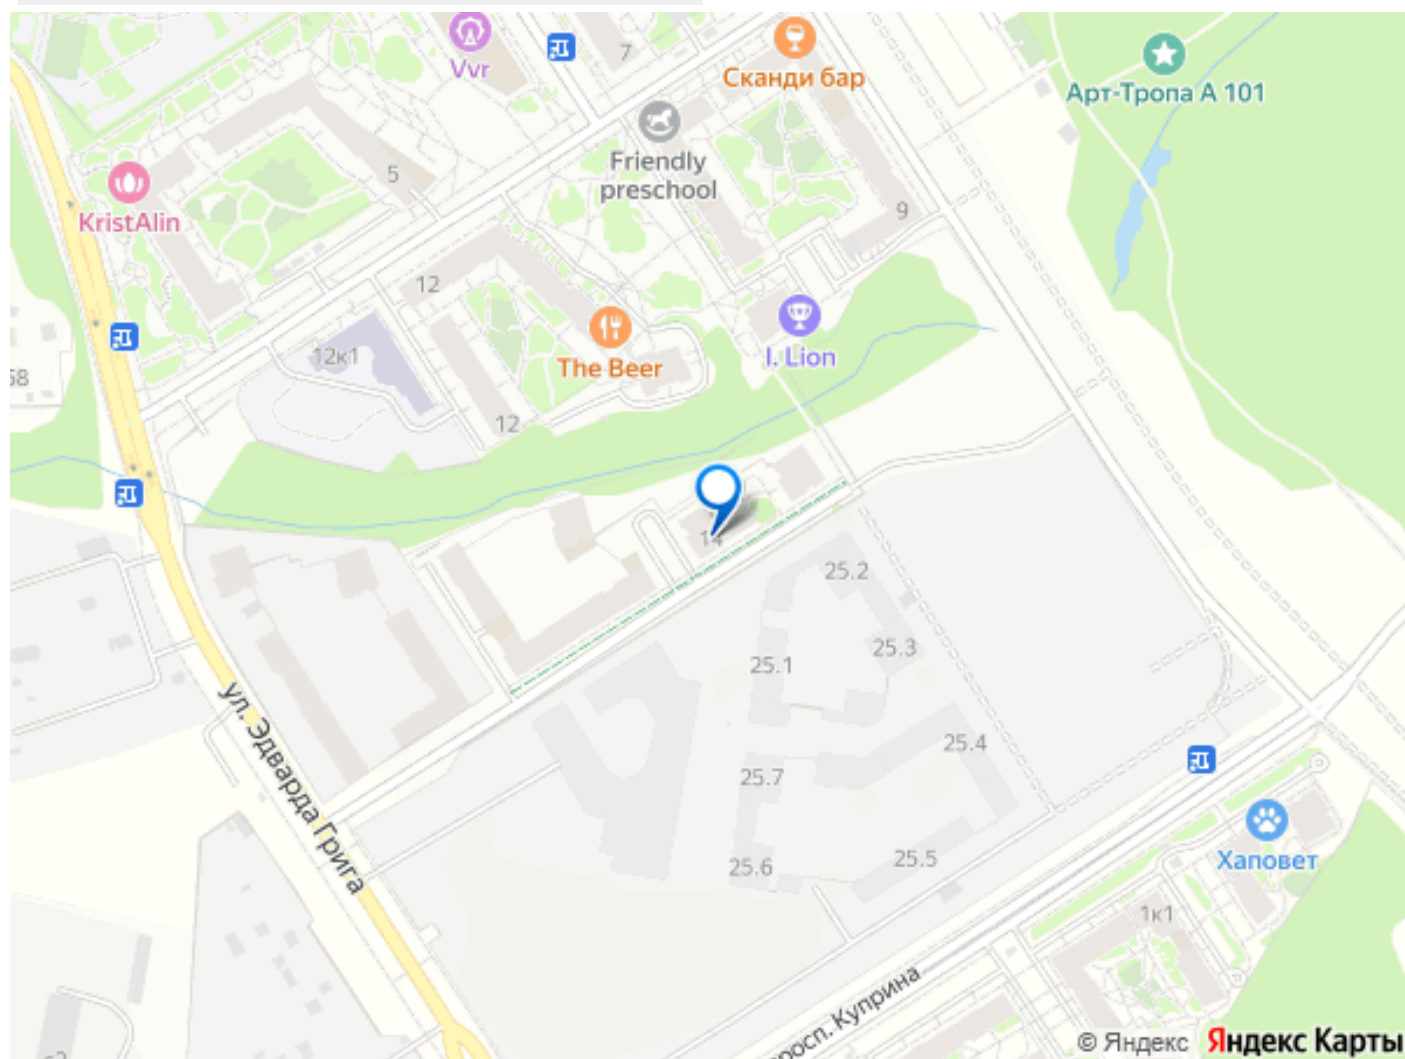 7
Vvr
Сканди бар
Арт-Тропа А 101
Friendly
preschool
5
KristAlin
9
12
12к1
The Beer
I. Lion
58
12
14
25.2
25.3
25.1
25.4
25.7
25.5
25.6
ул. Эдварда Грига
Хаповет
1к1
росп. Куприна
© Яндекс Яндекс Карты